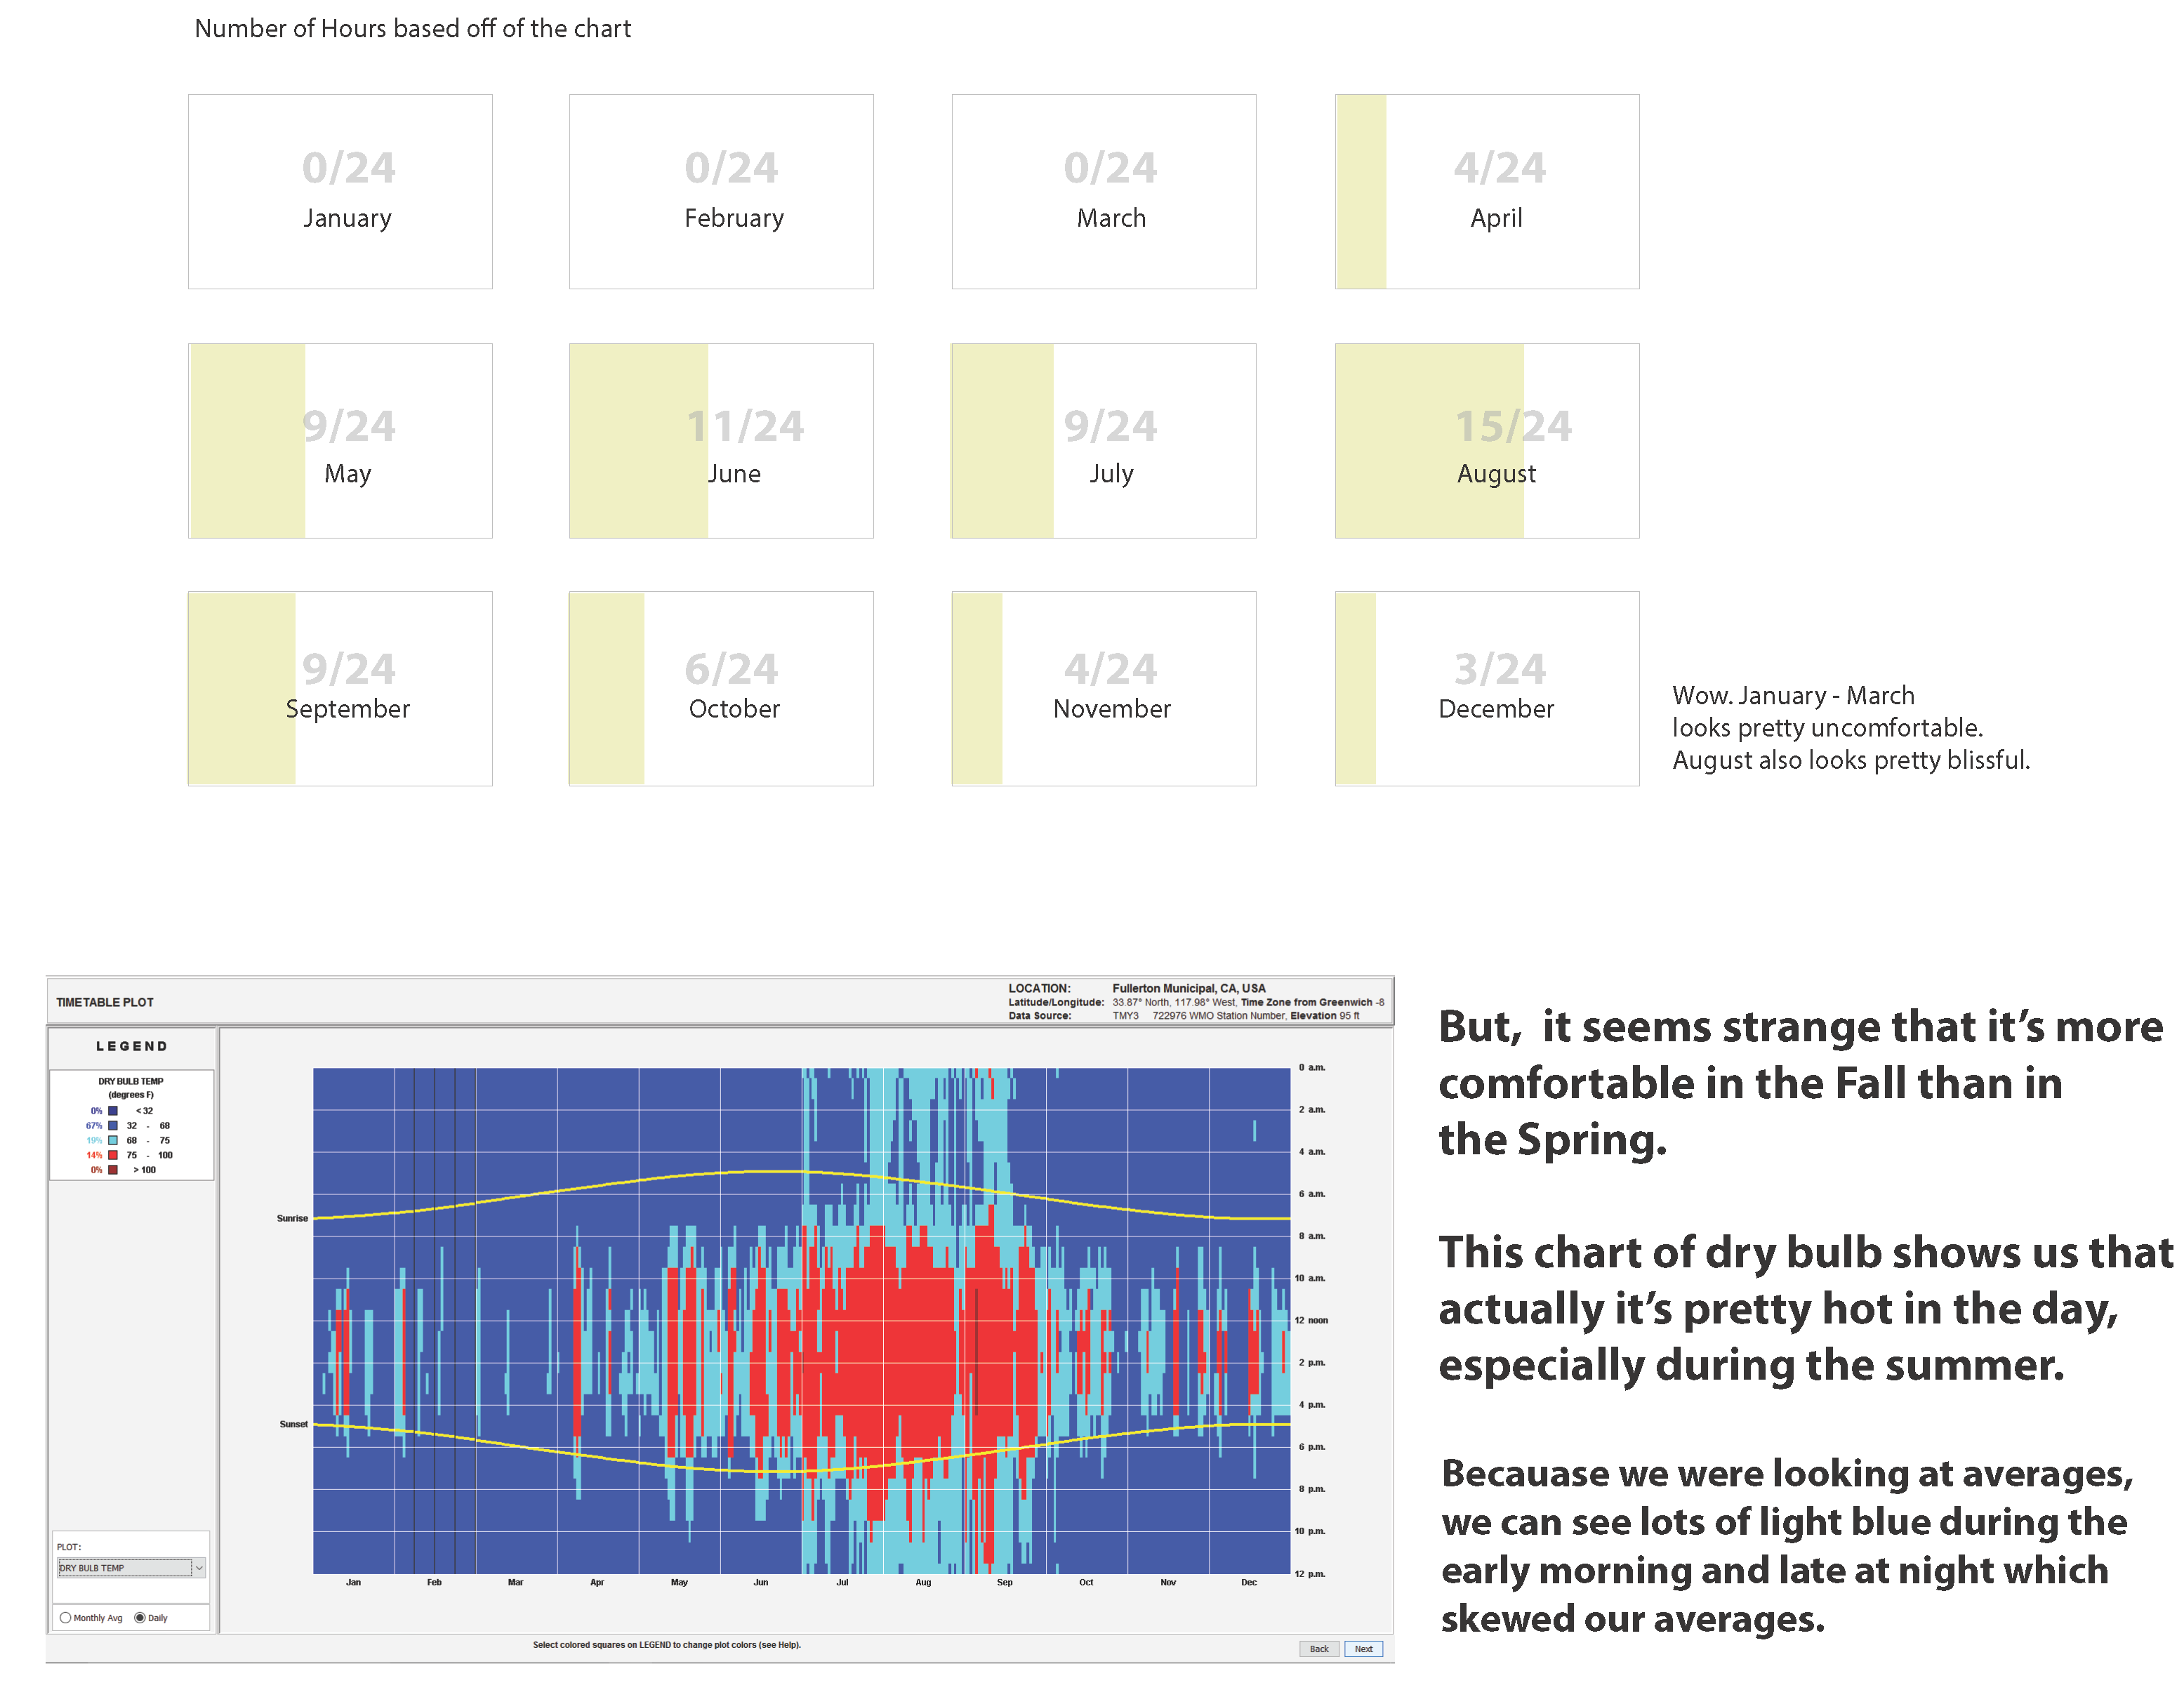 Number of Hours based off of the chart
0/24
January
0/24
February
0/24
March
4/24
April
9/24
May
11/24
June
9/24
July
15/24
August
9/24
September
6/24
October
4/24
November
3/24
December
Wow. January - March
looks pretty uncomfortable.
August also looks pretty blissful.
TIMETABLE PLOT
LOCATION: Fullerton Municipal, CA, USA
Latitude/Longitude: 33.87° North, 117.98° West, Time Zone from Greenwich -8
Data Source: TMY3 722976 WMO Station Number, Elevation 95 ft
LEGEND
DRY BULB TEMP
(degrees F)
0% < 32
67% 32 - 68
19% 68 - 75
14% 75 - 100
0% > 100
PLOT:
DRY BULB TEMP
Monthly Avg Daily
Sunrise
Sunset
0 a.m.
2 a.m.
4 a.m.
6 a.m.
8 a.m.
10 a.m.
12 noon
2 p.m.
4 p.m.
6 p.m.
8 p.m.
10 p.m.
12 p.m.
Jan Feb Mar Apr May Jun Jul Aug Sep Oct Nov Dec
Select colored squares on LEGEND to change plot colors (see Help).
Back Next
But, it seems strange that it's more
comfortable in the Fall than in
the Spring.
This chart of dry bulb shows us that
actually it's pretty hot in the day,
especially during the summer.
Becauase we were looking at averages,
we can see lots of light blue during the
early morning and late at night which
skewed our averages.